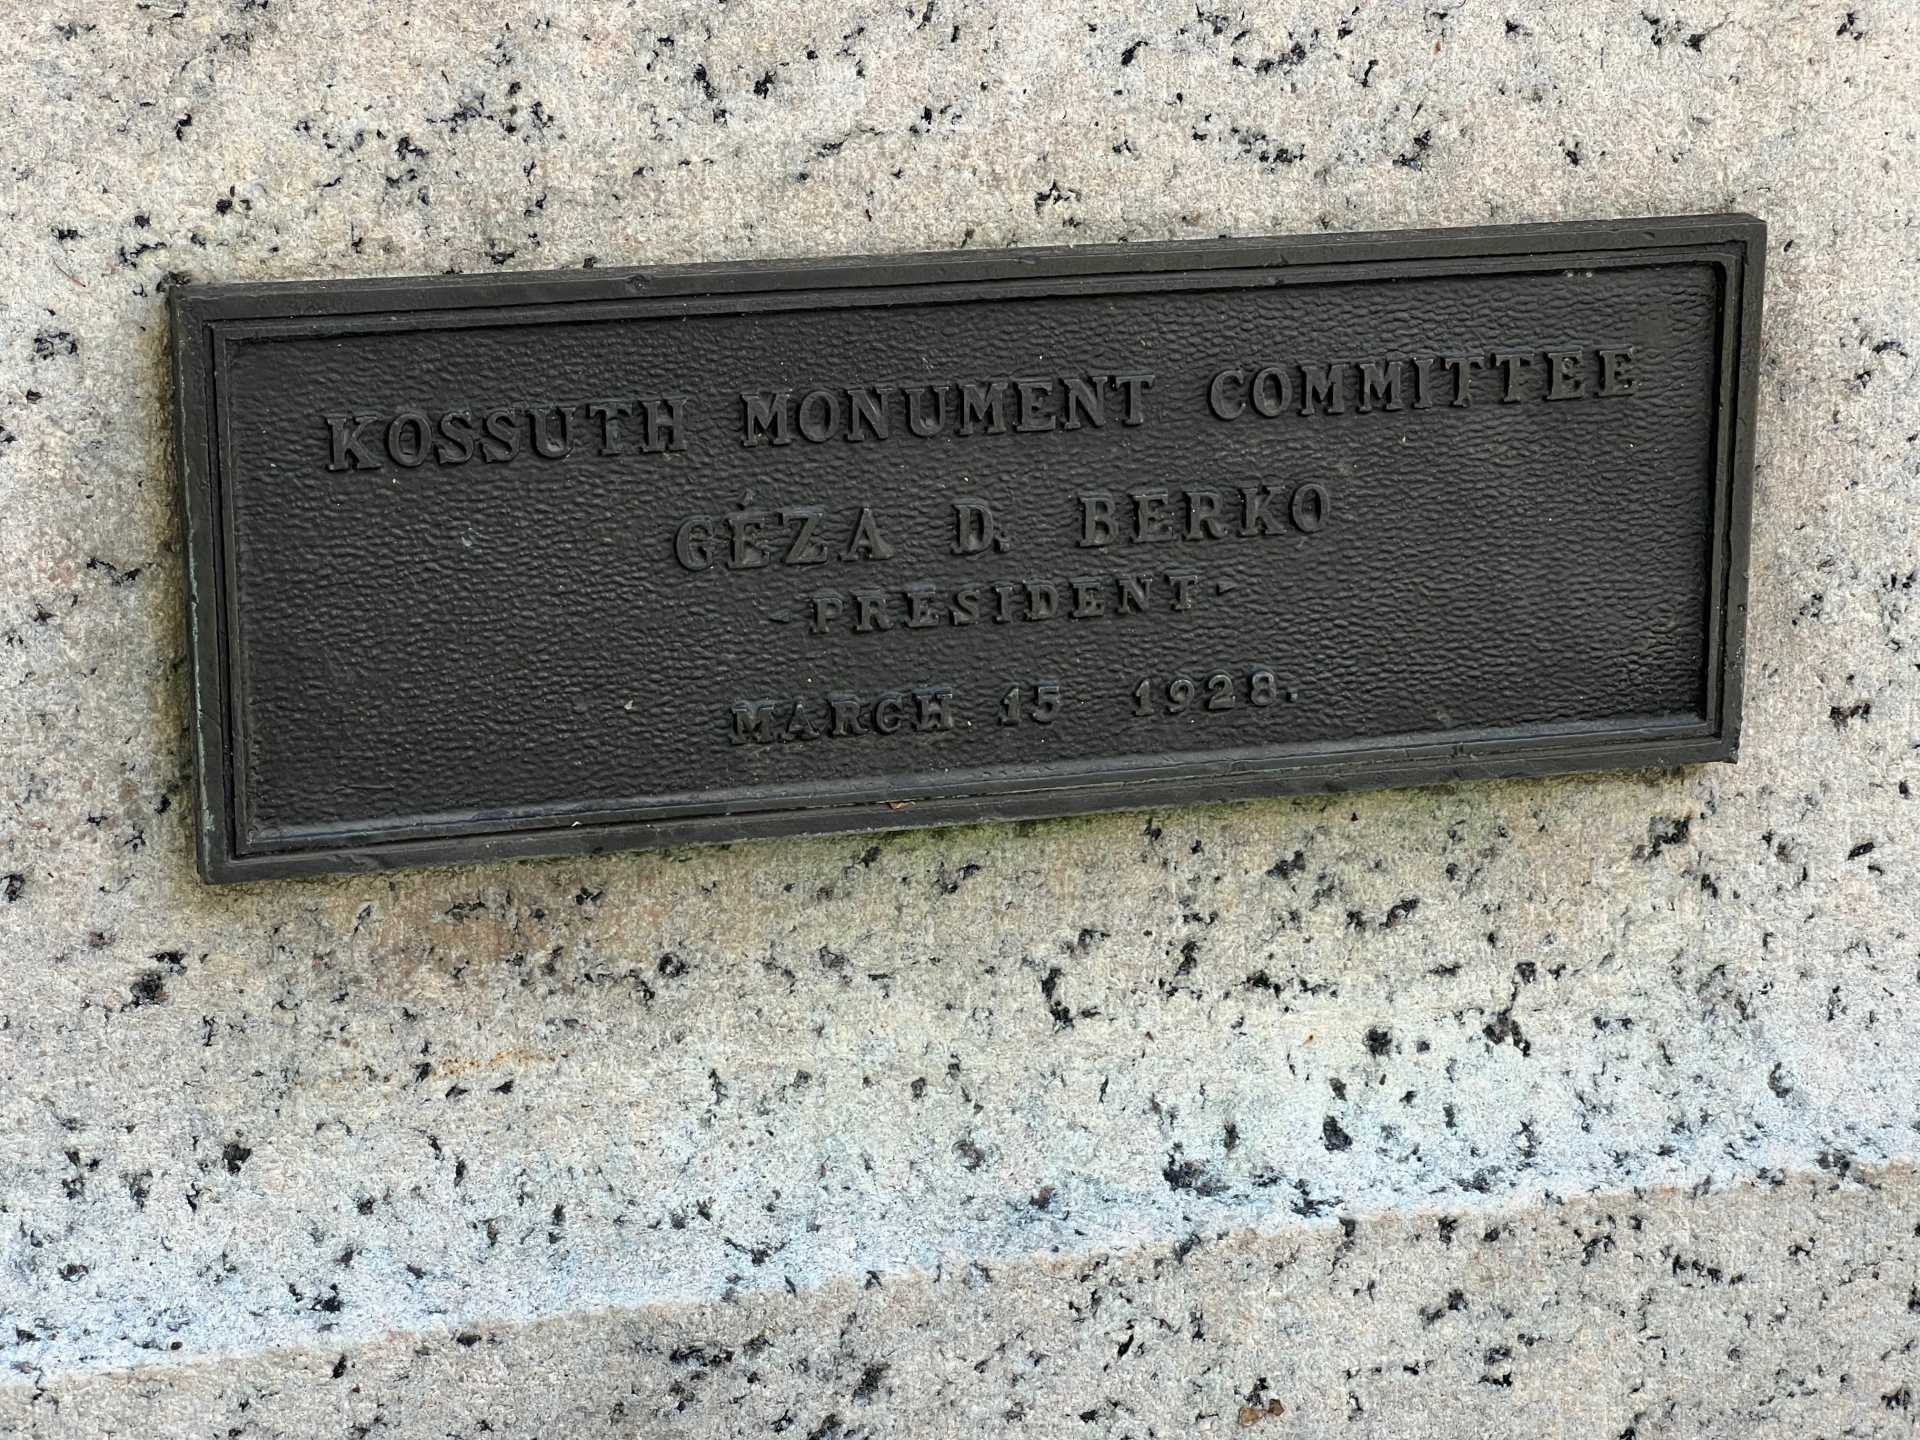 KOSSUTH MONUMENT COMMITTEE
GÉZA D. BERKO
-PRESIDENT-
MARCH 15 1928.